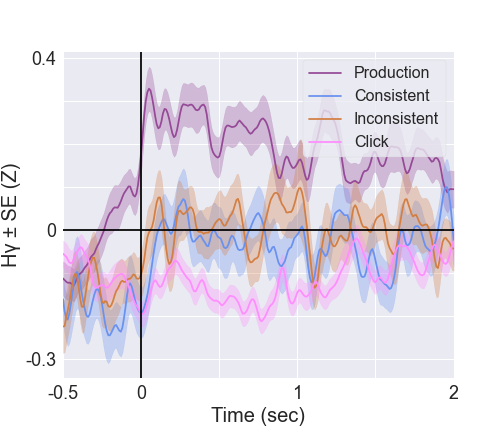 0.4
0
-0.3
Hγ ± SE (Z)
Production
Consistent
Inconsistent
Click
-0.5
0
1
2
Time (sec)